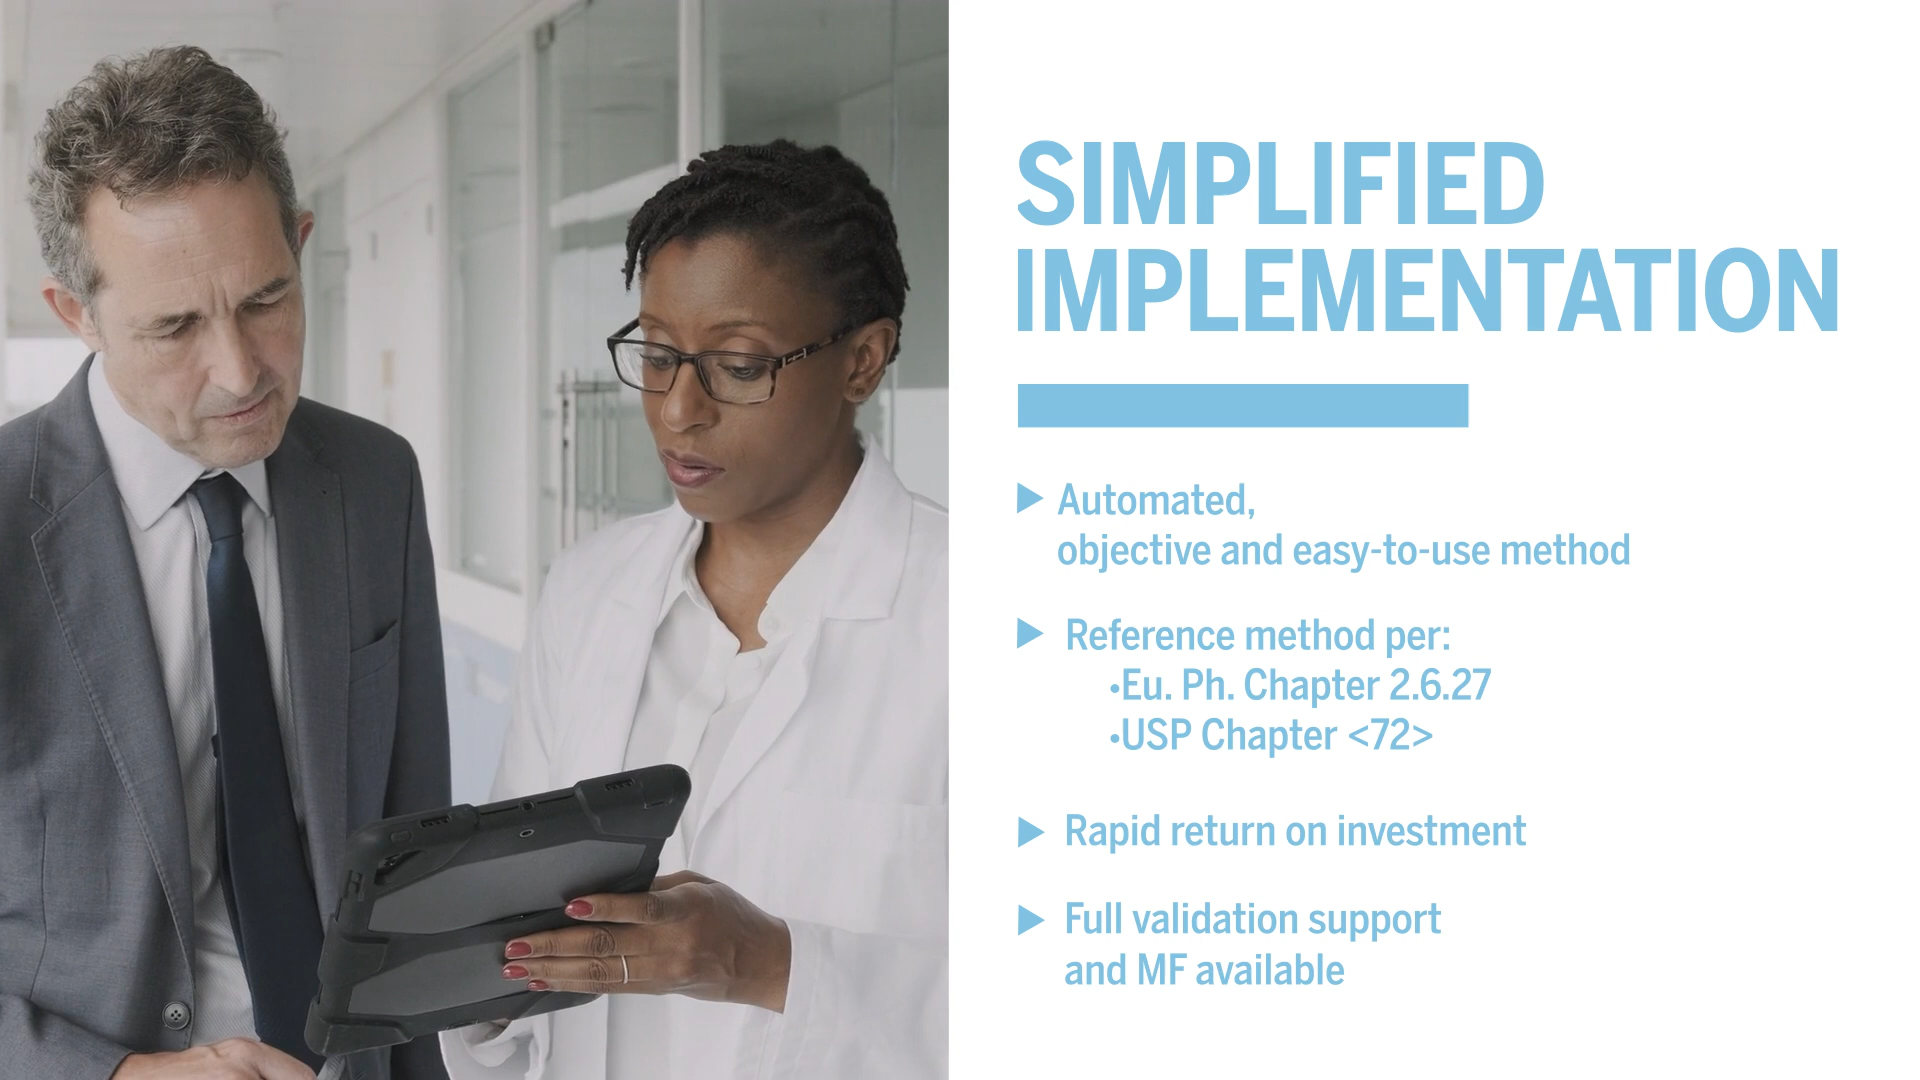 SIMPLIFIED
IMPLEMENTATION
Automated,
objective and easy-to-use method
Reference method per:
•Eu. Ph. Chapter 2.6.27
•USP Chapter <72>
Rapid return on investment
Full validation support
and MF available